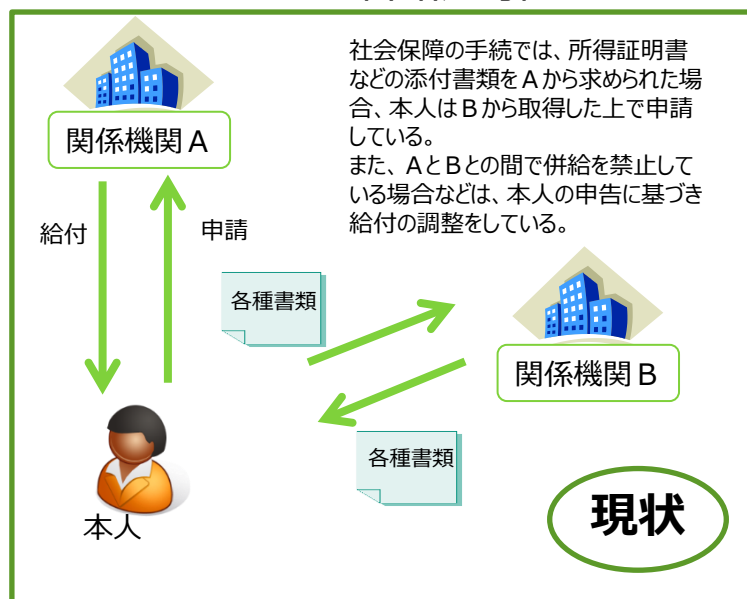 社会保障の手続では、所得証明書
などの添付書類をＡから求められた場
合、本人はＢから取得した上で申請
している。
また、ＡとＢとの間で併給を禁止して
いる場合などは、本人の申告に基づき
給付の調整をしている。
関係機関Ａ
給付
申請
各種書類
関係機関Ｂ
各種書類
本人
現状